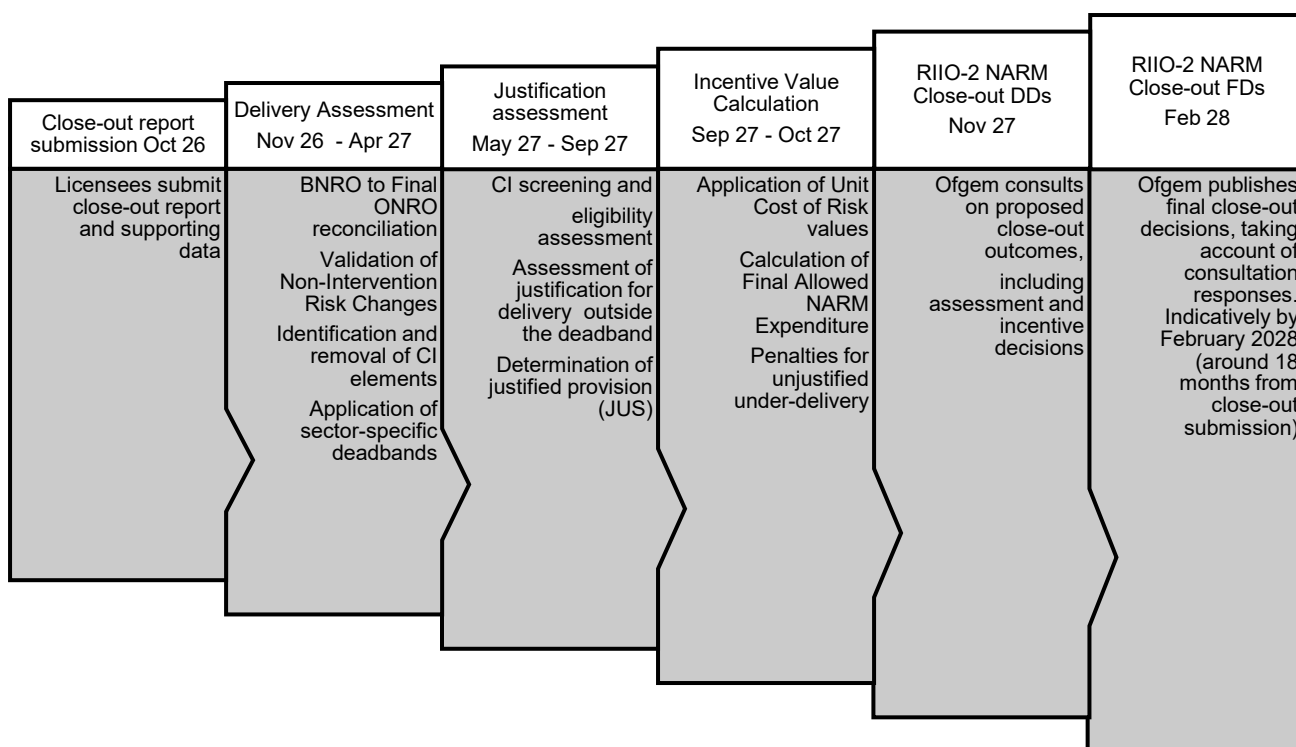 Close-out report
submission Oct 26
Licensees submit
close-out report
and supporting
data
Delivery Assessment
Nov 26 - Apr 27
BNRO to Final
ONRO
reconciliation
Validation of
Non-Intervention
Risk Changes
Identification and
removal of CI
elements
Application of
sector-specific
deadbands
Justification
assessment
May 27 - Sep 27
CI screening and
eligibility
assessment
Assessment of
justification for
delivery outside
the deadband
Determination of
justified provision
(JUS)
Incentive Value
Calculation
Sep 27 - Oct 27
Application of Unit
Cost of Risk
values
Calculation of
Final Allowed
NARM
Expenditure
Penalties for
unjustified
under-delivery
RIIO-2 NARM
Close-out DDs
Nov 27
Ofgem consults
on proposed
close-out
outcomes,
including
assessment and
incentive
decisions
RIIO-2 NARM
Close-out FDs
Feb 28
Ofgem publishes
final close-out
decisions, taking
account of
consultation
responses.
Indicatively by
February 2028
(around 18
months from
close-out
submission)